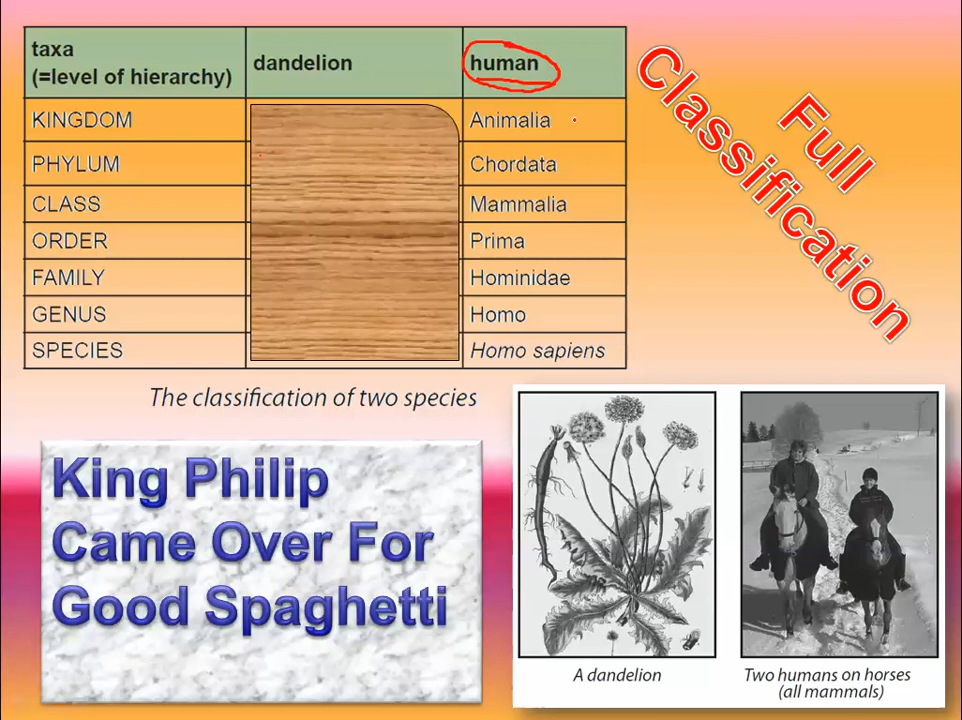 taxa
(=level of hierarchy)
dandelion
human
KINGDOM
Animalia
PHYLUM
Chordata
CLASS
Mammalia
ORDER
Prima
FAMILY
Hominidae
GENUS
Homo
SPECIES
Homo sapiens
Full
Classification
The classification of two species
King Philip
Came Over For
Good Spaghetti
A dandelion
Two humans on horses
(all mammals)